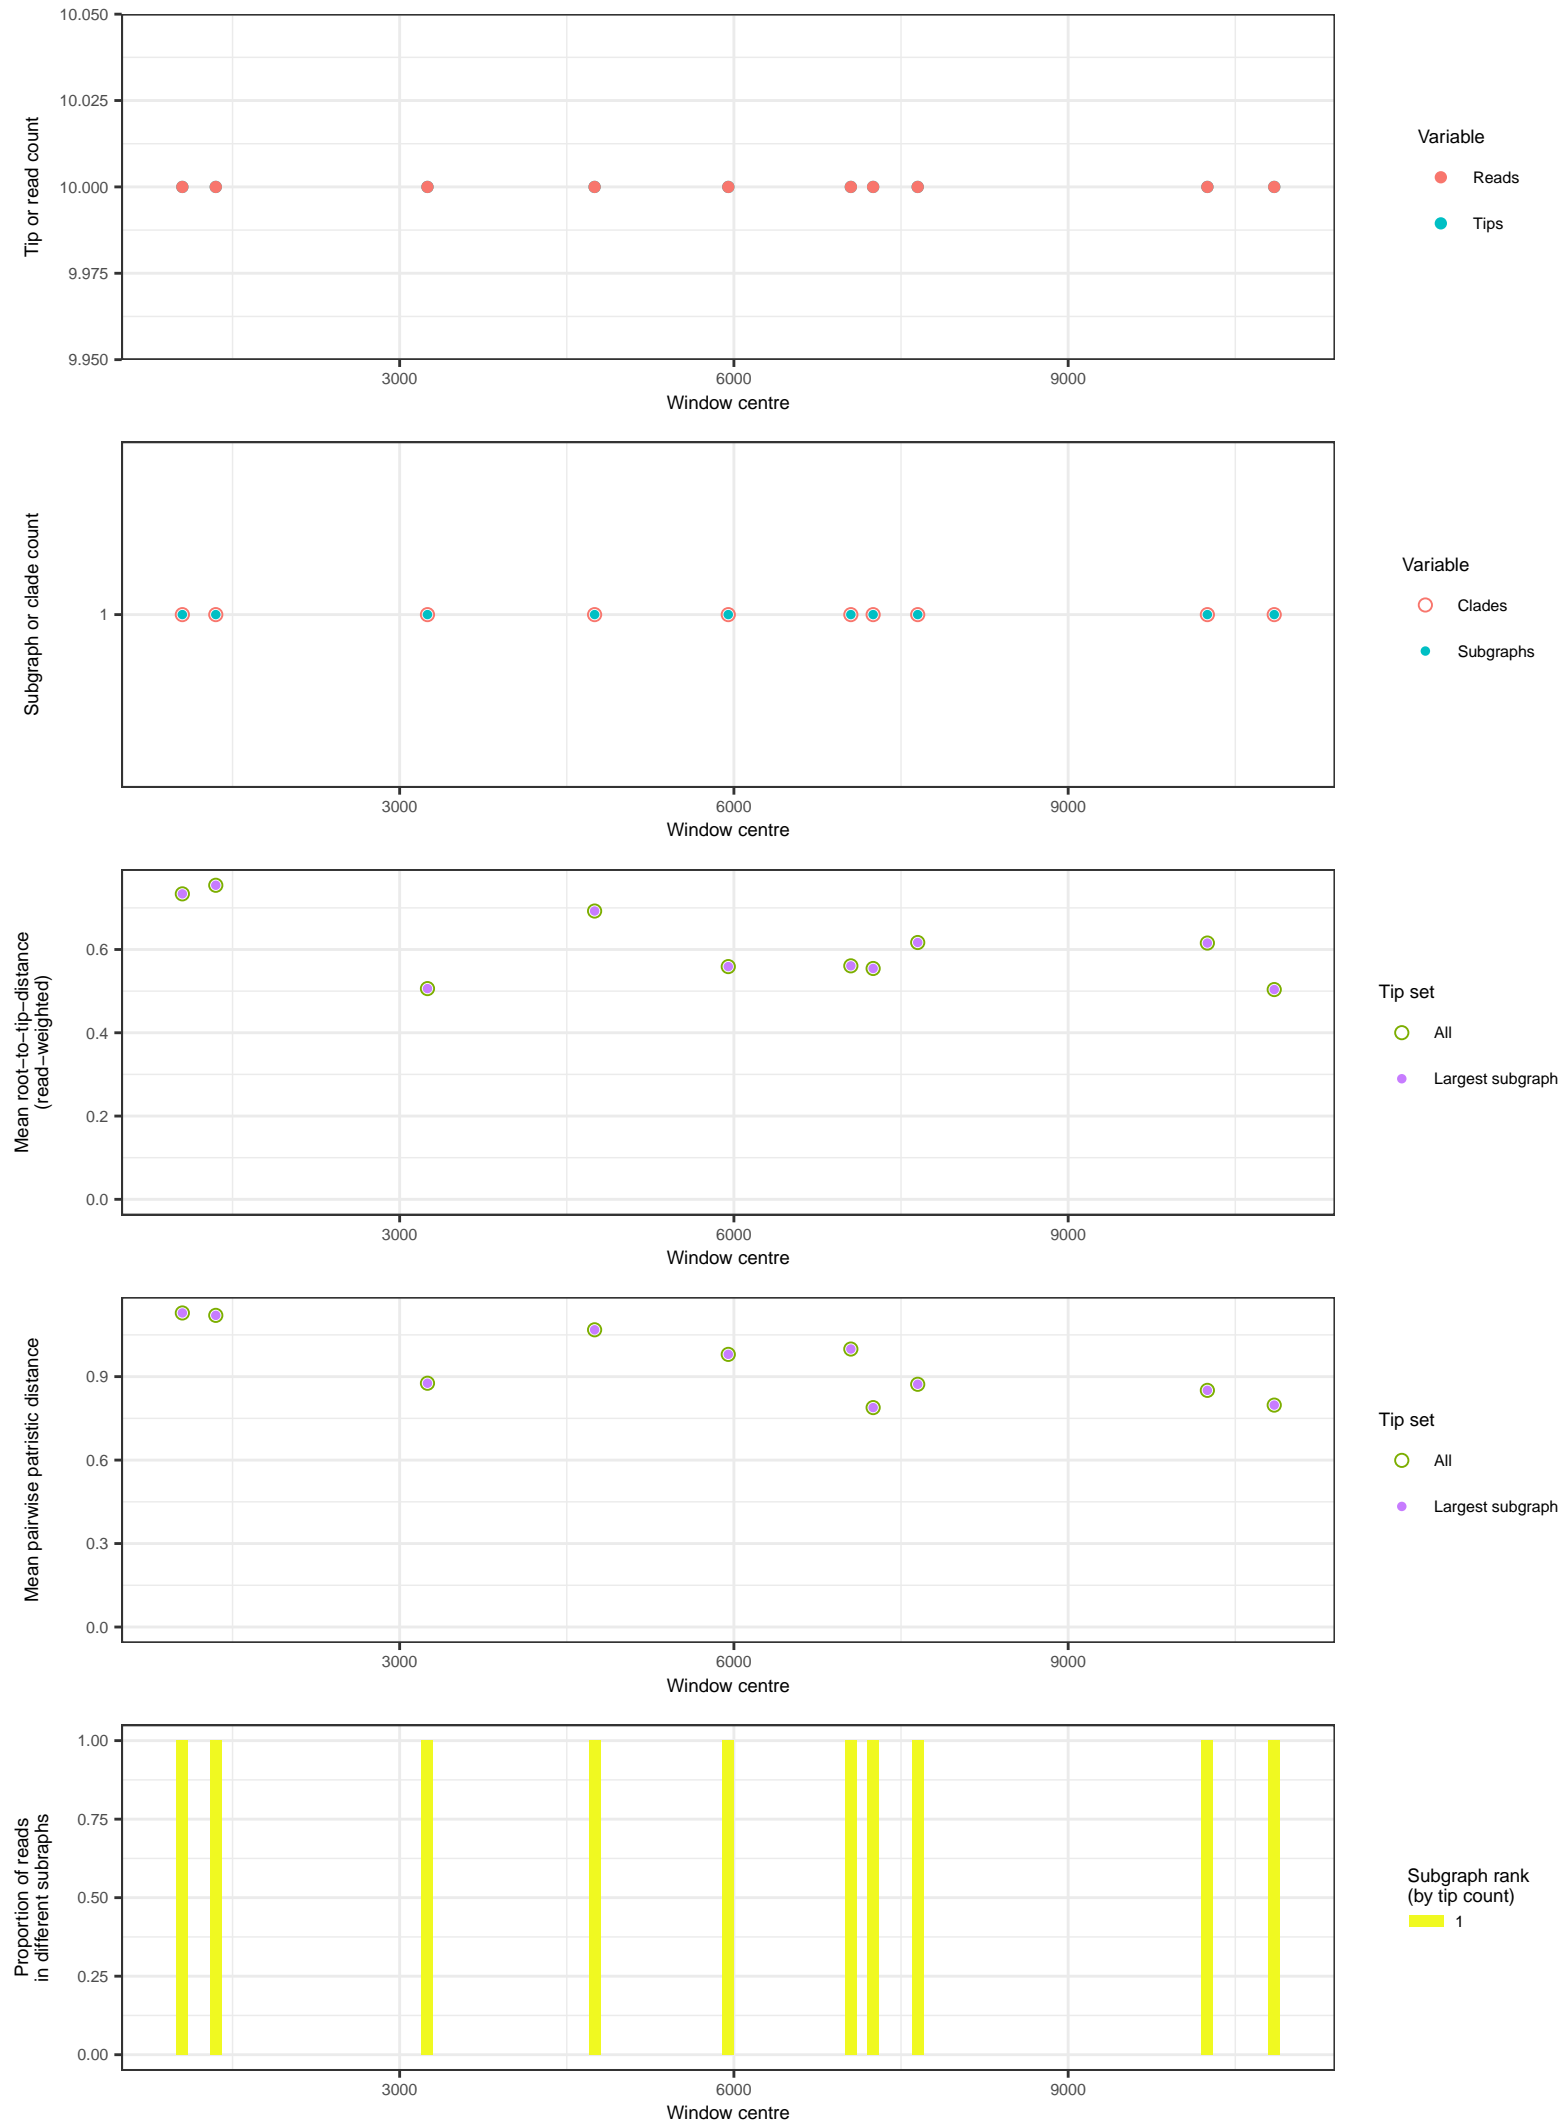 10.050
10.025
10.000
9.975
9.950
Tip or read count
3000
6000
9000
Window centre
Variable
Reads
Tips
1
Subgraph or clade count
3000
6000
9000
Window centre
Variable
Clades
Subgraphs
0.6
0.4
0.2
0.0
Mean root−to−tip−distance
(read−weighted)
3000
6000
9000
Window centre
Tip set
All
Largest subgraph
0.9
0.6
0.3
0.0
Mean pairwise patristic distance
3000
6000
9000
Window centre
Tip set
All
Largest subgraph
1.00
0.75
0.50
0.25
0.00
Proportion of reads
in different subraphs
3000
6000
9000
Window centre
Subgraph rank
(by tip count)
1